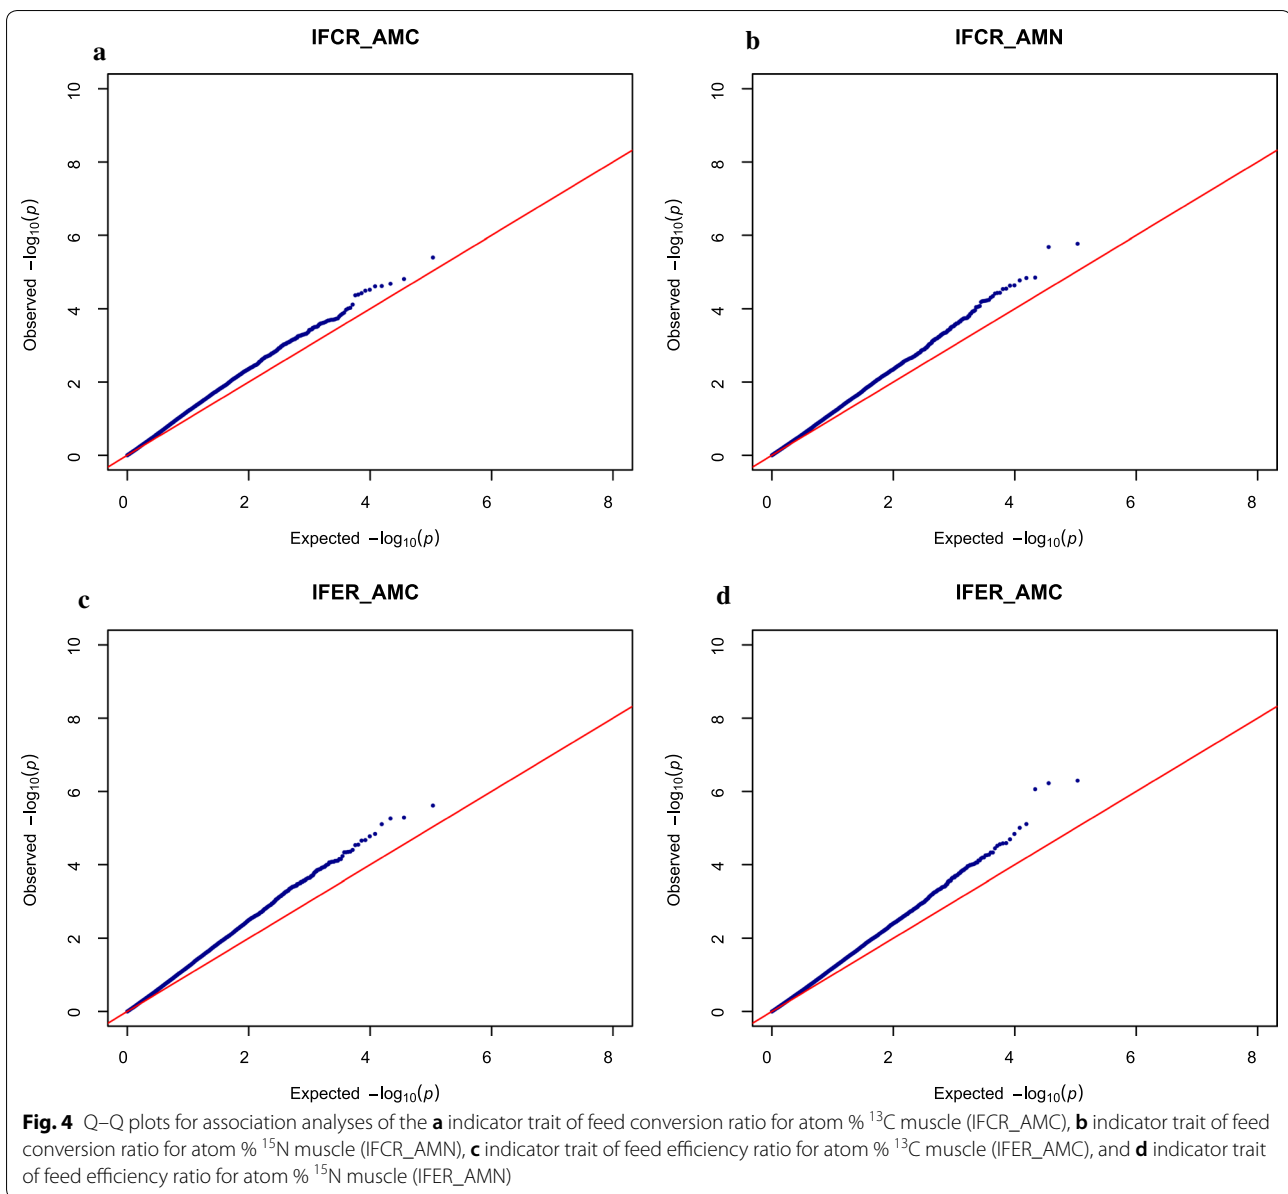 a
IFCR_AMC
Observed −log10(p)
10
8
6
4
2
0
0 2 4 6 8
Expected −log10(p)
b
IFCR_AMN
Observed −log10(p)
10
8
6
4
2
0
0 2 4 6 8
Expected −log10(p)
c
IFER_AMC
Observed −log10(p)
10
8
6
4
2
0
0 2 4 6 8
Expected −log10(p)
d
IFER_AMC
Observed −log10(p)
10
8
6
4
2
0
0 2 4 6 8
Expected −log10(p)
Fig. 4 Q–Q plots for association analyses of the a indicator trait of feed conversion ratio for atom % 13C muscle (IFCR_AMC), b indicator trait of feed
conversion ratio for atom % 15N muscle (IFCR_AMN), c indicator trait of feed efficiency ratio for atom % 13C muscle (IFER_AMC), and d indicator trait
of feed efficiency ratio for atom % 15N muscle (IFER_AMN)